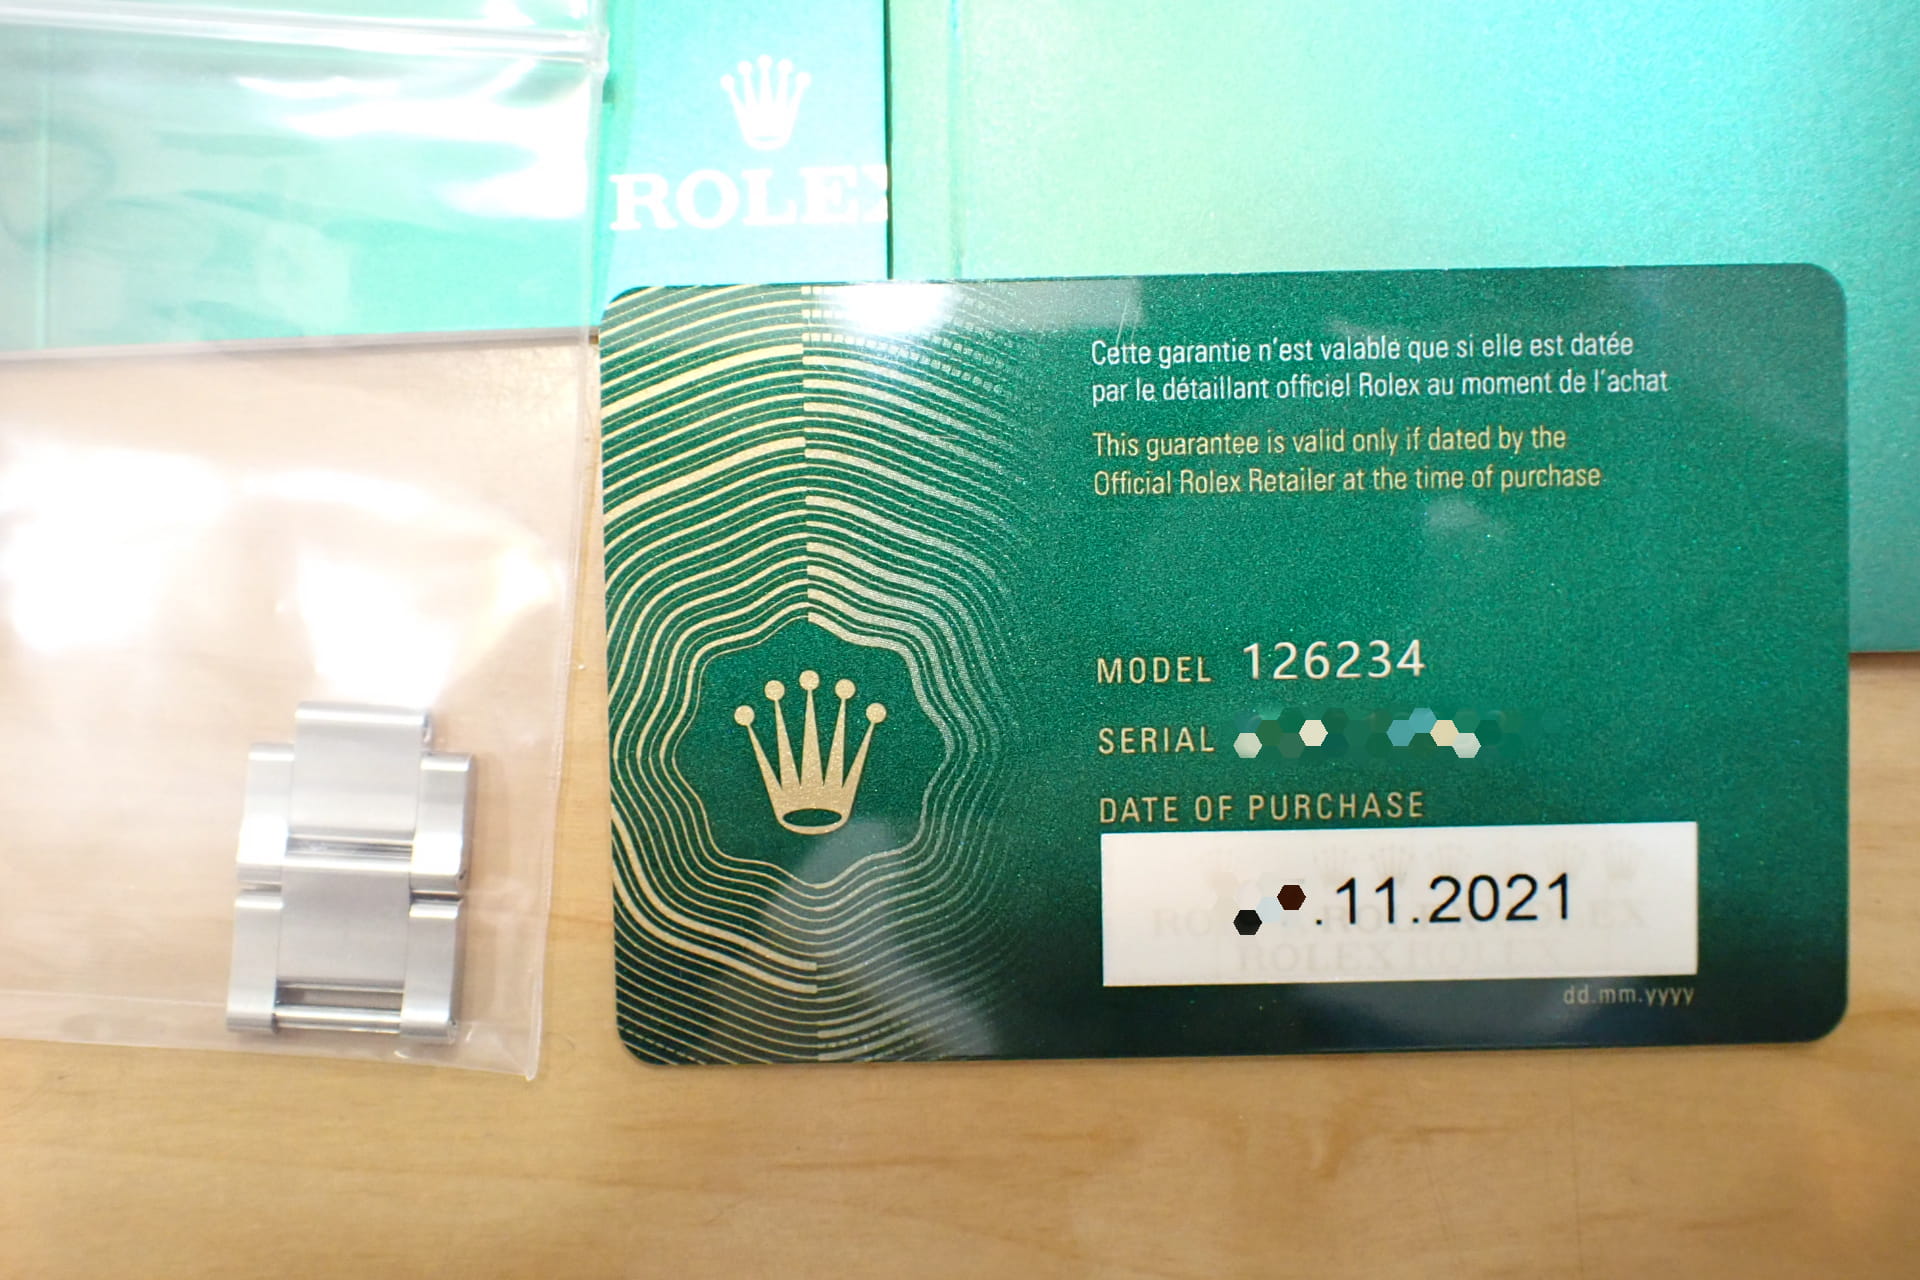 ROLEX
Cette garantie n'est valable que si elle est datée
par le détaillant officiel Rolex au moment de l'achat
This guarantee is valid only if dated by the
Official Rolex Retailer at the time of purchase
MODEL 126234
SERIAL
DATE OF PURCHASE
.11.2021
ROLEX ROLEX
dd.mm.yyyy